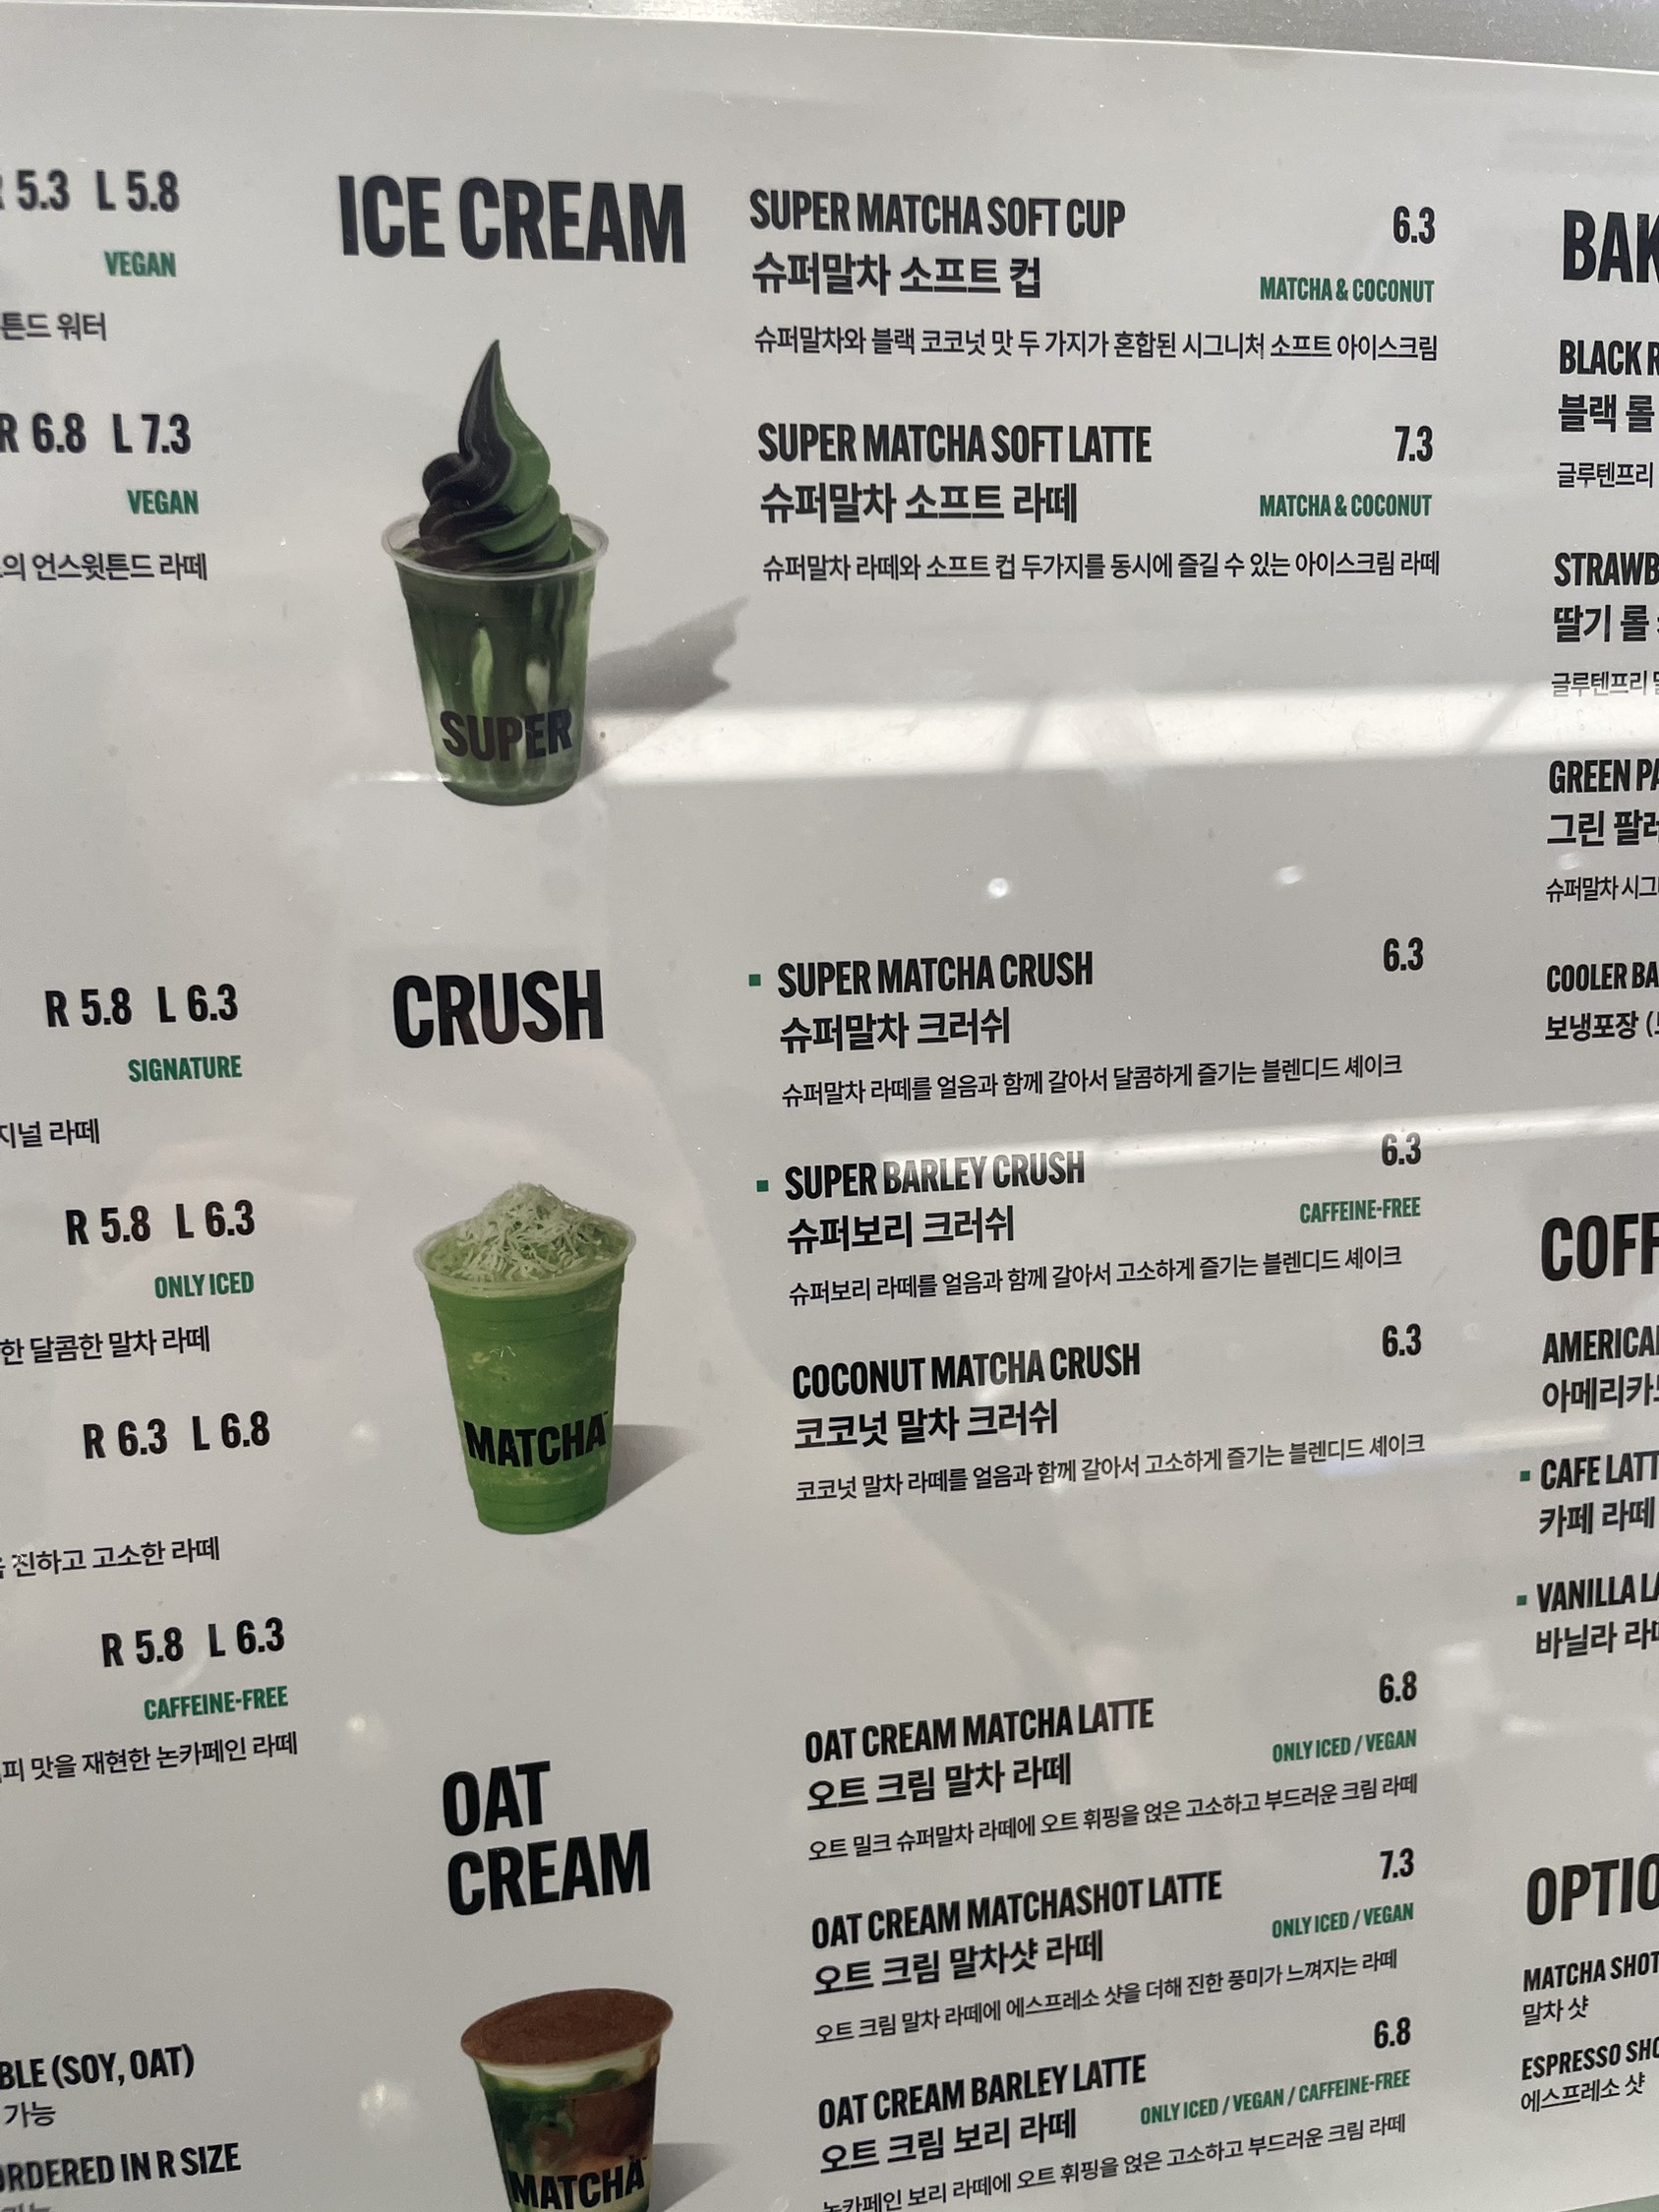 R 5.3 L 5.8
VEGAN
튼드 워터
R 6.8 L 7.3
VEGAN
언스윗튼드 라떼
R 5.8 L 6.3
SIGNATURE
라떼
R 5.8 L 6.3
ONLY ICED
달콤한 말차 라떼
R 6.3 L 6.8
진하고 고소한 라떼
R 5.8 L 6.3
CAFFEINE-FREE
맛을 재현한 논카페인 라떼
BLE (SOY, OAT)
가능
ORDERED IN R SIZE
ICE CREAM
SUPER
SUPER MATCHA SOFT CUP 6.3
슈퍼말차 소프트 컵 MATCHA & COCONUT
슈퍼말차와 블랙 코코넛 맛 두 가지가 혼합된 시그니처 소프트 아이스크림
SUPER MATCHA SOFT LATTE 7.3
슈퍼말차 소프트 라떼 MATCHA & COCONUT
슈퍼말차 라떼와 소프트 컵 두가지를 동시에 즐길 수 있는 아이스크림 라떼
CRUSH
MATCHA
SUPER MATCHA CRUSH 6.3
슈퍼말차 크러쉬
슈퍼말차 라떼를 얼음과 함께 갈아서 달콤하게 즐기는 블렌디드 셰이크
SUPER BARLEY CRUSH 6.3
슈퍼보리 크러쉬 CAFFEINE-FREE
슈퍼보리 라떼를 얼음과 함께 갈아서 고소하게 즐기는 블렌디드 셰이크
COCONUT MATCHA CRUSH 6.3
코코넛 말차 크러쉬
코코넛 말차 라떼를 얼음과 함께 갈아서 고소하게 즐기는 블렌디드 셰이크
OAT
CREAM
MATCHA
OAT CREAM MATCHA LATTE 6.8
오트 크림 말차 라떼 ONLY ICED / VEGAN
오트 밀크 슈퍼말차 라떼에 오트 휘핑을 얹은 고소하고 부드러운 크림 라떼
OAT CREAM MATCHASHOT LATTE 7.3
오트 크림 말차샷 라떼 ONLY ICED / VEGAN
오트 크림 말차 라떼에 에스프레소 샷을 더해 진한 풍미가 느껴지는 라떼
OAT CREAM BARLEY LATTE 6.8
오트 크림 보리 라떼 ONLY ICED / VEGAN / CAFFEINE-FREE
논카페인 보리 라떼에 오트 휘핑을 얹은 고소하고 부드러운 크림 라떼
BAK
BLACK R
블랙 롤
글루텐프리
STRAWB
딸기 롤
글루텐프리
GREEN PA
그린 팔
슈퍼말차 시그
COOLER BA
보냉포장
COFF
AMERICA
아메리카
CAFE LATT
카페 라떼
VANILLA LA
바닐라 라
OPTIO
MATCHA SHOT
말차 샷
ESPRESSO SHO
에스프레소 샷